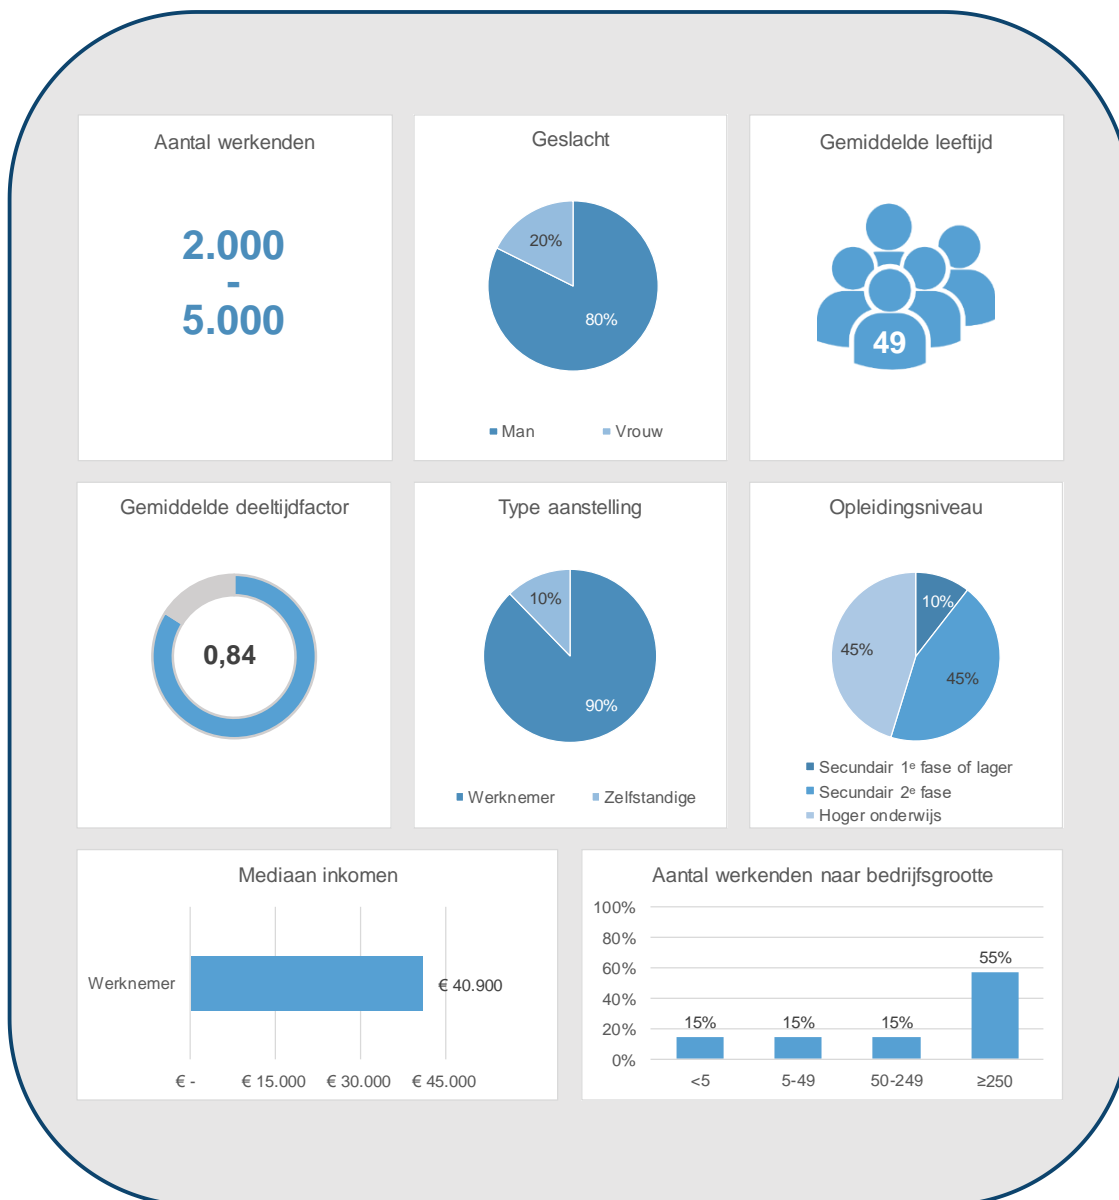 Aantal werkenden
2.000
-
5.000
Geslacht
20%
80%
Man
Vrouw
Gemiddelde leeftijd
49
Gemiddelde deeltijdfactor
0,84
Type aanstelling
10%
90%
Werknemer
Zelfstandige
Opleidingsniveau
10%
45%
45%
Secundair 1ᵉ fase of lager
Secundair 2ᵉ fase
Hoger onderwijs
Mediaan inkomen
Werknemer
€ 40.900
€ - € 15.000 € 30.000 € 45.000
Aantal werkenden naar bedrijfsgrootte
100%
80%
60%
40%
20%
0%
15% 15% 15% 55%
<5 5-49 50-249 ≥250